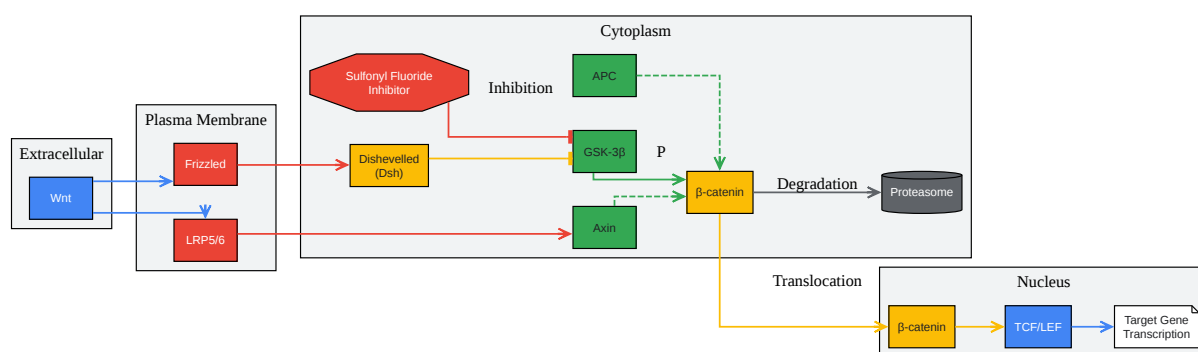 Cytoplasm
Sulfonyl Fluoride
Inhibitor
Inhibition
APC
Plasma Membrane
Extracellular
Frizzled
Dishevelled
(Dsh)
GSK-3β
P
Wnt
β-catenin
Degradation
Proteasome
LRP5/6
Axin
Translocation
Nucleus
β-catenin
TCF/LEF
Target Gene
Transcription